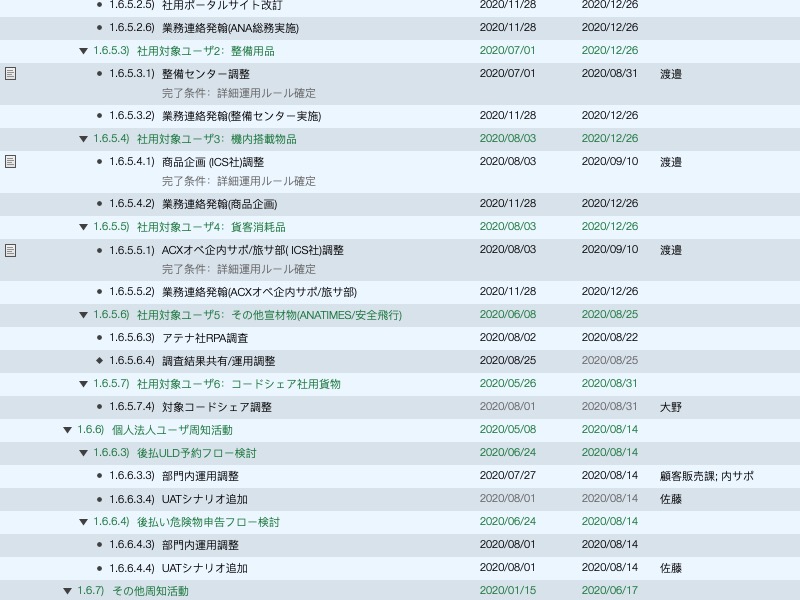 1.6.5.2.5) 社用ポータルサイト改訂 2020/11/28 2020/12/26
1.6.5.2.6) 業務連絡発翰(ANA総務実施) 2020/11/28 2020/12/26
1.6.5.3) 社用対象ユーザ2: 整備用品 2020/07/01 2020/12/26
1.6.5.3.1) 整備センター調整 2020/07/01 2020/08/31 渡邉
完了条件: 詳細運用ルール確定
1.6.5.3.2) 業務連絡発翰(整備センター実施) 2020/11/28 2020/12/26
1.6.5.4) 社用対象ユーザ3: 機内搭載物品 2020/08/03 2020/12/26
1.6.5.4.1) 商品企画 (ICS社)調整 2020/08/03 2020/09/10 渡邉
完了条件: 詳細運用ルール確定
1.6.5.4.2) 業務連絡発翰(商品企画) 2020/11/28 2020/12/26
1.6.5.5) 社用対象ユーザ4: 貨客消耗品 2020/08/03 2020/12/26
1.6.5.5.1) ACXオペ企内サポ/旅サ部( ICS社)調整 2020/08/03 2020/09/10 渡邉
完了条件: 詳細運用ルール確定
1.6.5.5.2) 業務連絡発翰(ACXオペ企内サポ/旅サ部) 2020/11/28 2020/12/26
1.6.5.6) 社用対象ユーザ5: その他宣材物(ANATIMES/安全飛行) 2020/06/08 2020/08/25
1.6.5.6.3) アテナ社RPA調査 2020/08/02 2020/08/22
1.6.5.6.4) 調査結果共有/運用調整 2020/08/25 2020/08/25
1.6.5.7) 社用対象ユーザ6: コードシェア社用貨物 2020/05/26 2020/08/31
1.6.5.7.4) 対象コードシェア調整 2020/08/01 2020/08/31 大野
1.6.6) 個人法人ユーザ周知活動 2020/05/08 2020/08/14
1.6.6.3) 後払ULD予約フロー検討 2020/06/24 2020/08/14
1.6.6.3.3) 部門内運用調整 2020/07/27 2020/08/14 顧客販売課; 内サポ
1.6.6.3.4) UATシナリオ追加 2020/08/01 2020/08/14 佐藤
1.6.6.4) 後払い危険物申告フロー検討 2020/06/24 2020/08/14
1.6.6.4.3) 部門内運用調整 2020/08/01 2020/08/14
1.6.6.4.4) UATシナリオ追加 2020/08/01 2020/08/14 佐藤
1.6.7) その他周知活動 2020/01/15 2020/06/17